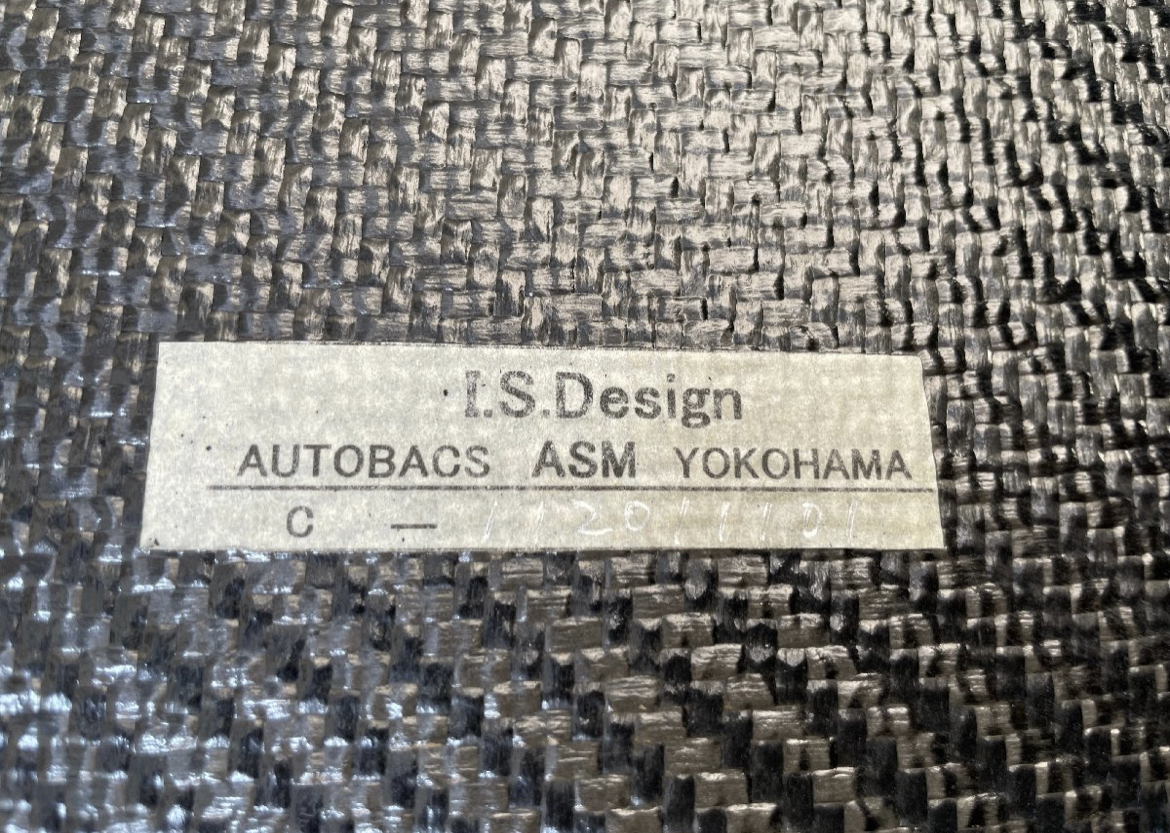 I.S.Design
AUTOBACS ASM YOKOHAMA
C —